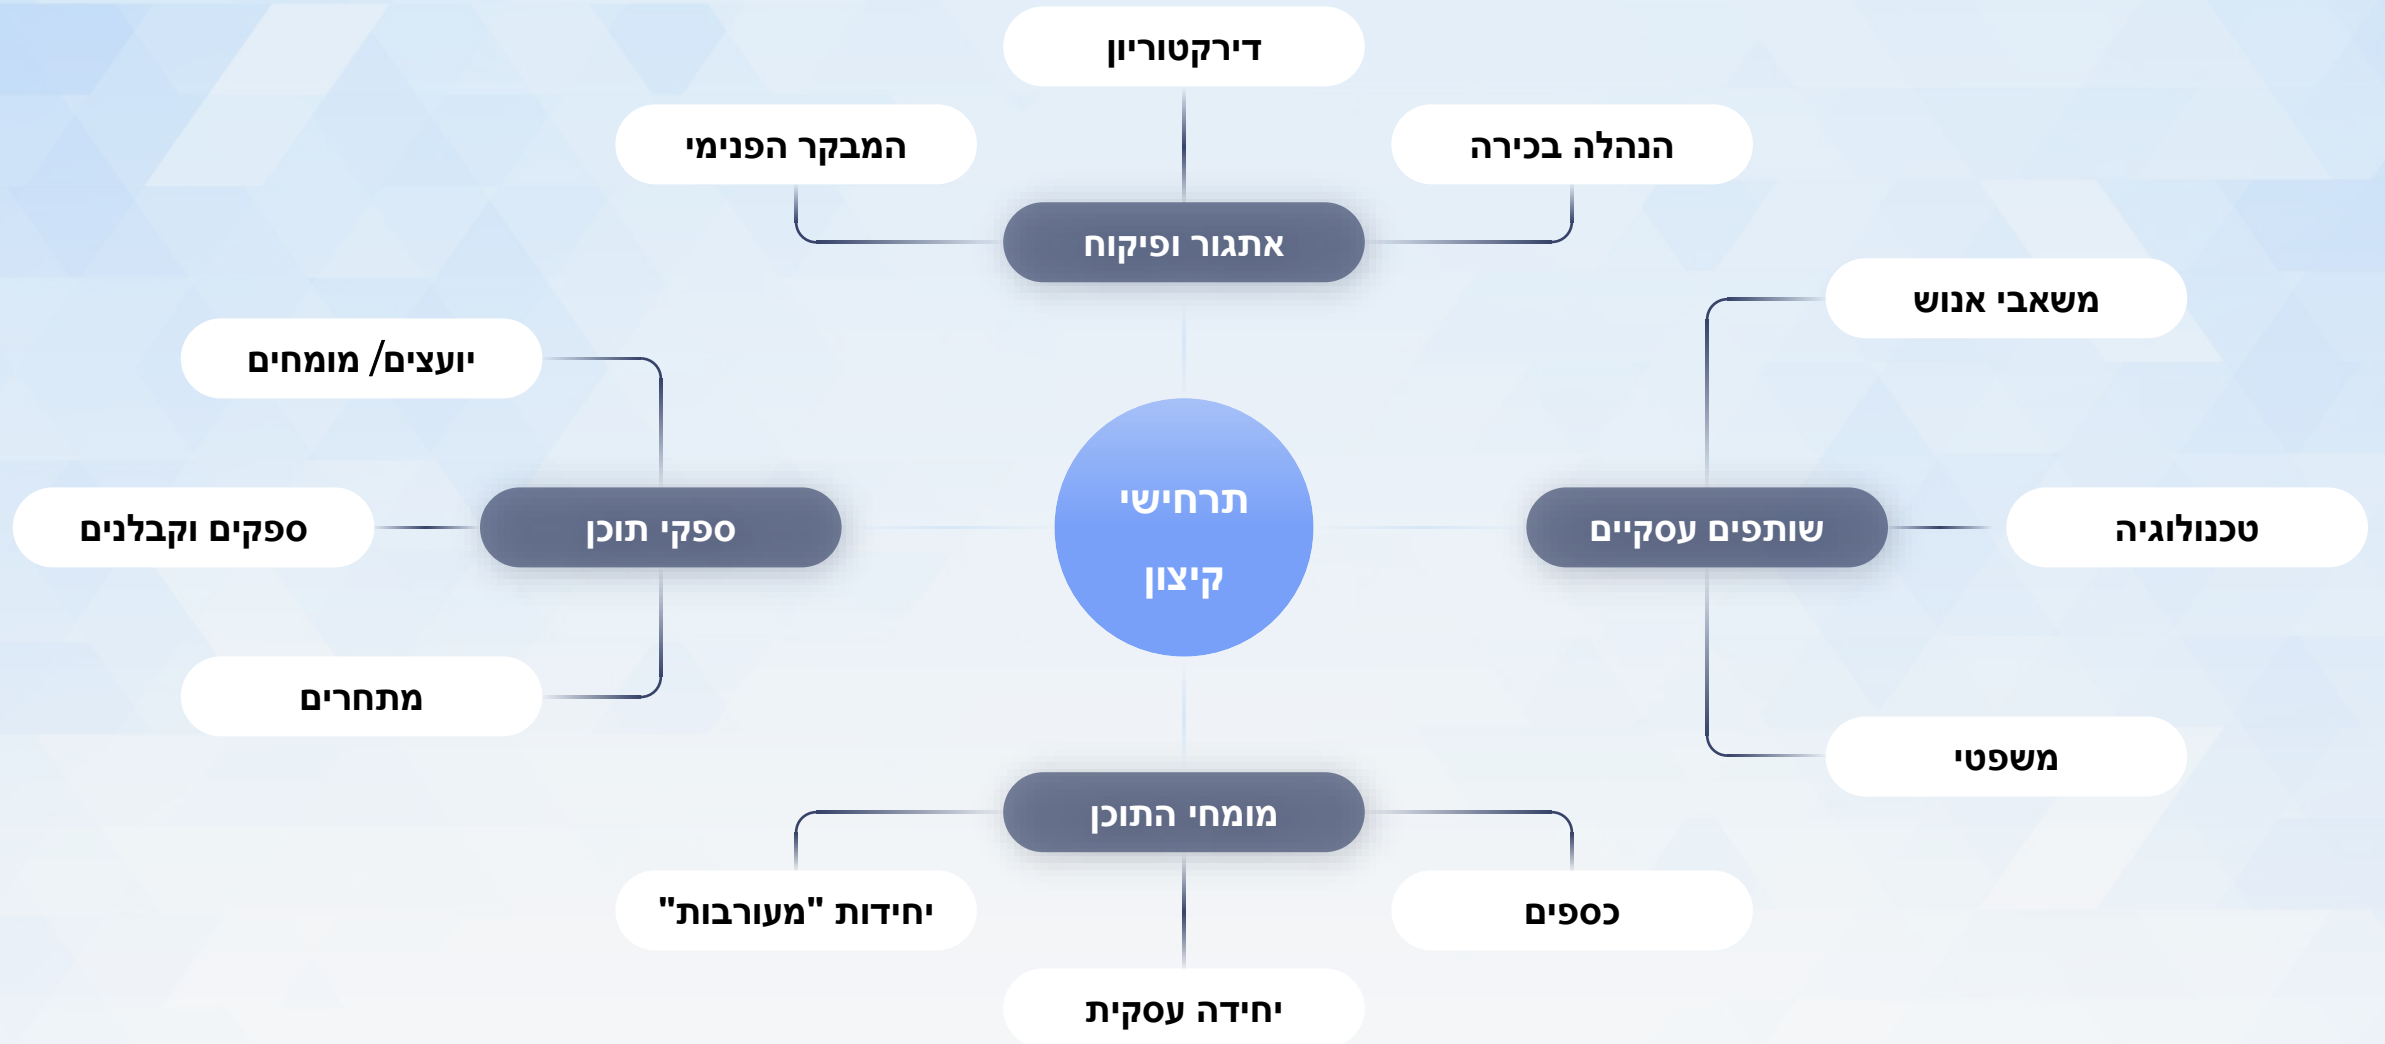 דירקטוריון
הנהלה בכירה
המבקר הפנימי
אתגור ופיקוח
משאבי אנוש
יועצים/ מומחים
תרחישי
קיצון
טכנולוגיה
שותפים עסקיים
ספקי תוכן
ספקים וקבלנים
מתחרים
משפטי
מומחי התוכן
כספים
יחידות "מעורבות"
יחידה עסקית